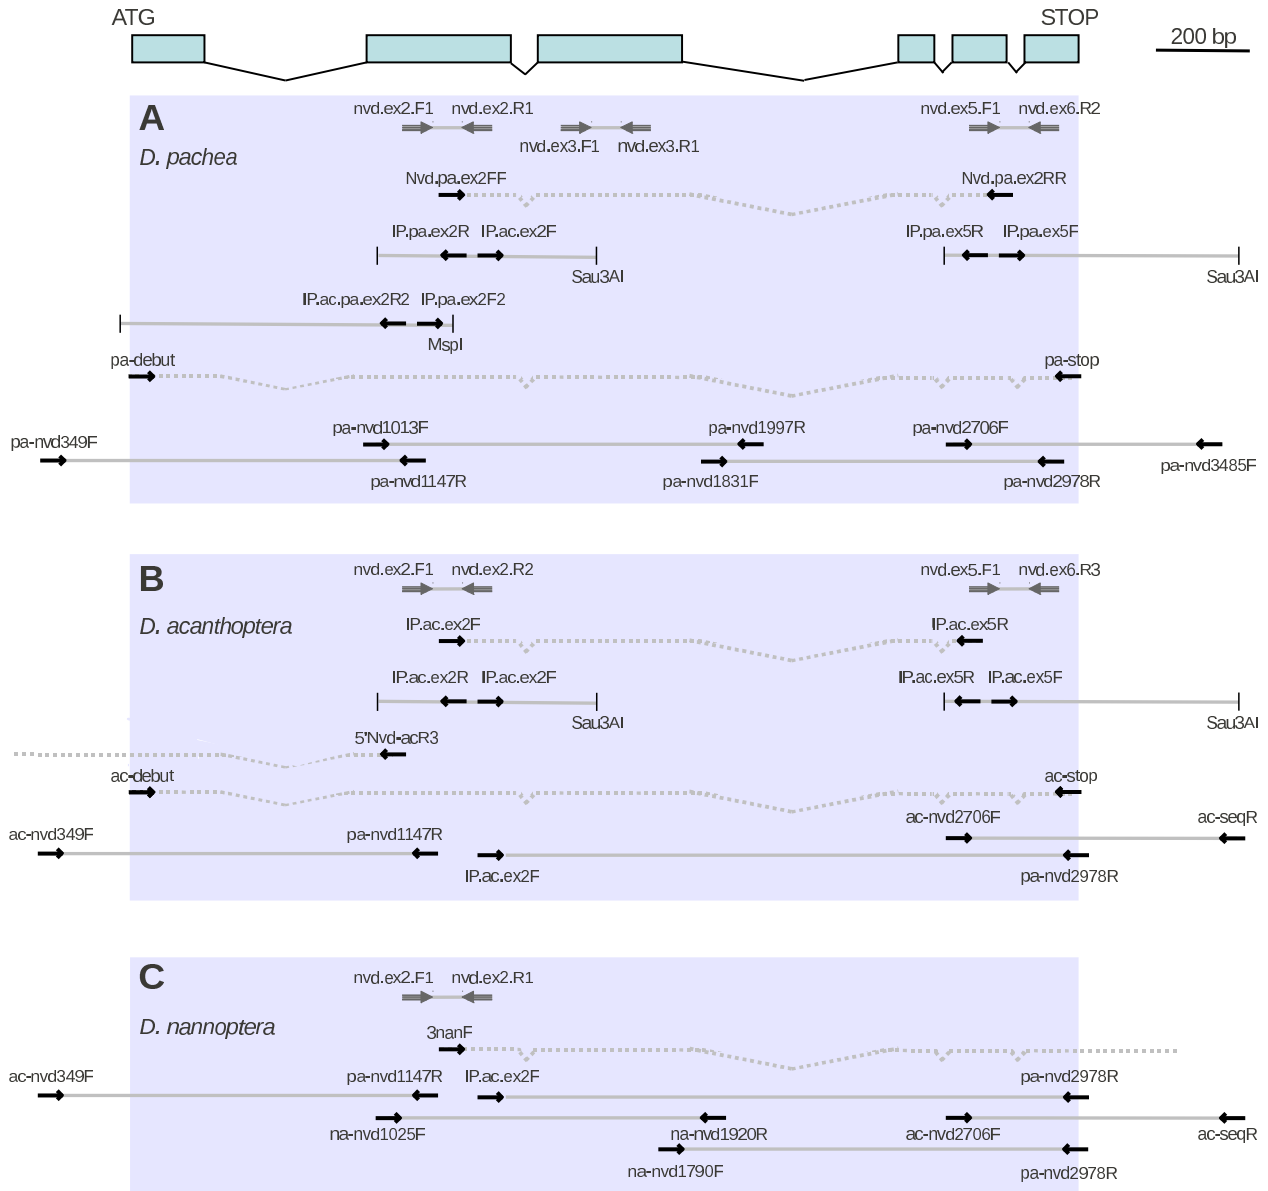 ATG STOP
200 bp
A
D. pachea
nvd.ex2.F1 nvd.ex2.R1 nvd.ex5.F1 nvd.ex6.R2
nvd.ex3.F1 nvd.ex3.R1
Nvd.pa.ex2FF Nvd.pa.ex2RR
IP.pa.ex2R IP.ac.ex2F IP.pa.ex5R IP.pa.ex5F
Sau3AI Sau3AI
IP.ac.pa.ex2R2 IP.pa.ex2F2
MspI
pa-debut pa-stop
pa-nvd349F pa-nvd1013F pa-nvd1997R pa-nvd2706F
pa-nvd3485F
pa-nvd1147R pa-nvd1831F pa-nvd2978R
B
D. acanthoptera
nvd.ex2.F1 nvd.ex2.R2 nvd.ex5.F1 nvd.ex6.R3
IP.ac.ex2F IP.ac.ex5R
IP.ac.ex2R IP.ac.ex2F IP.ac.ex5R IP.ac.ex5F
Sau3AI Sau3AI
5'Nvd-acR3
ac-debut ac-stop
ac-nvd2706F ac-seqR
ac-nvd349F pa-nvd1147R
IP.ac.ex2F pa-nvd2978R
C
D. nannoptera
nvd.ex2.F1 nvd.ex2.R1
3nanF
ac-nvd349F pa-nvd1147R IP.ac.ex2F pa-nvd2978R
na-nvd1025F na-nvd1920R ac-nvd2706F ac-seqR
na-nvd1790F pa-nvd2978R